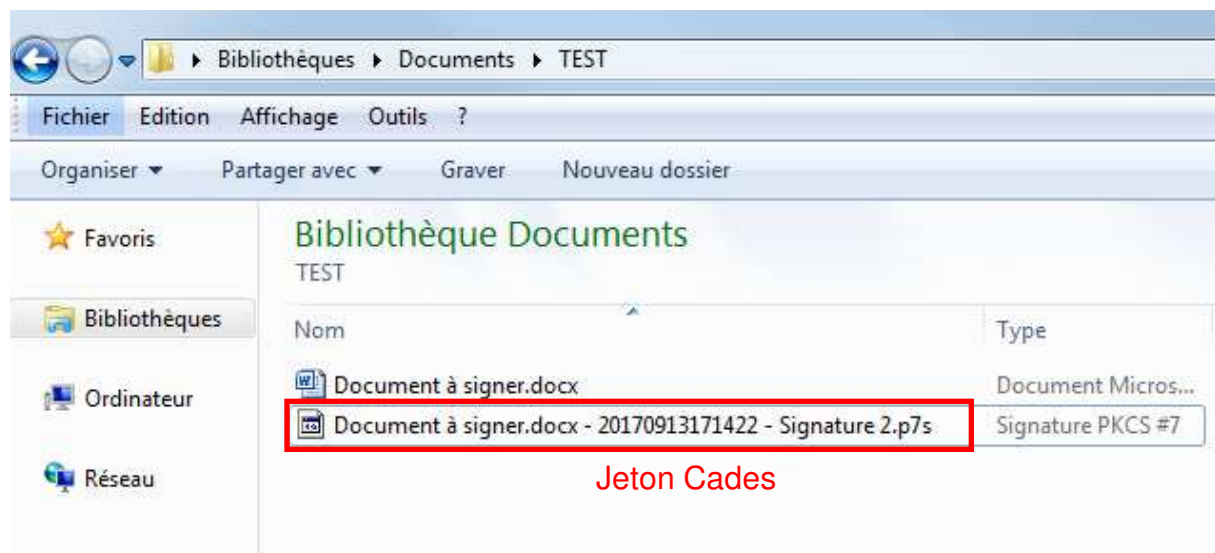 Bibliothèques Documents TEST
Fichier Edition Affichage Outils ?
Organiser Partager avec Graver Nouveau dossier
Favoris
Bibliothèques
Ordinateur
Réseau
Bibliothèque Documents
TEST
Nom Type
Document à signer.docx Document Micros...
Document à signer.docx - 20170913171422 - Signature 2.p7s Signature PKCS #7
Jeton Cades